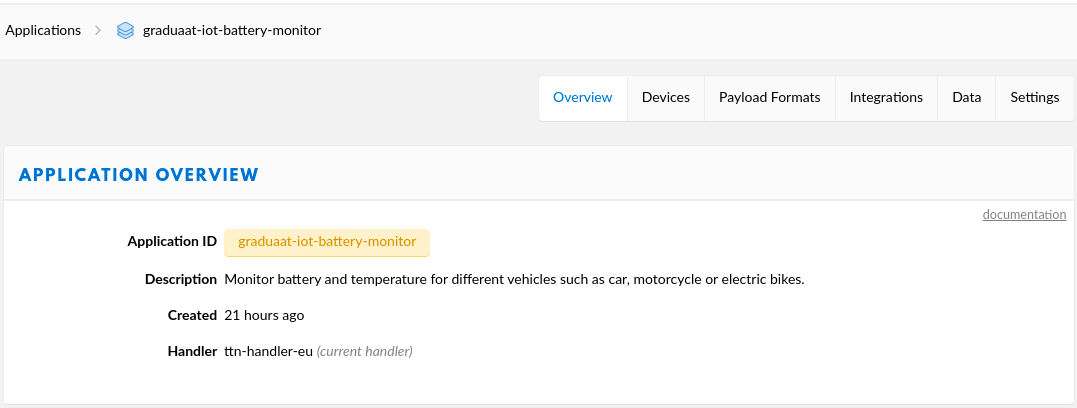 Applications > graduaat-iot-battery-monitor
Overview Devices Payload Formats Integrations Data Settings
APPLICATION OVERVIEW
documentation
Application ID graduaat-iot-battery-monitor
Description Monitor battery and temperature for different vehicles such as car, motorcycle or electric bikes.
Created 21 hours ago
Handler ttn-handler-eu (current handler)